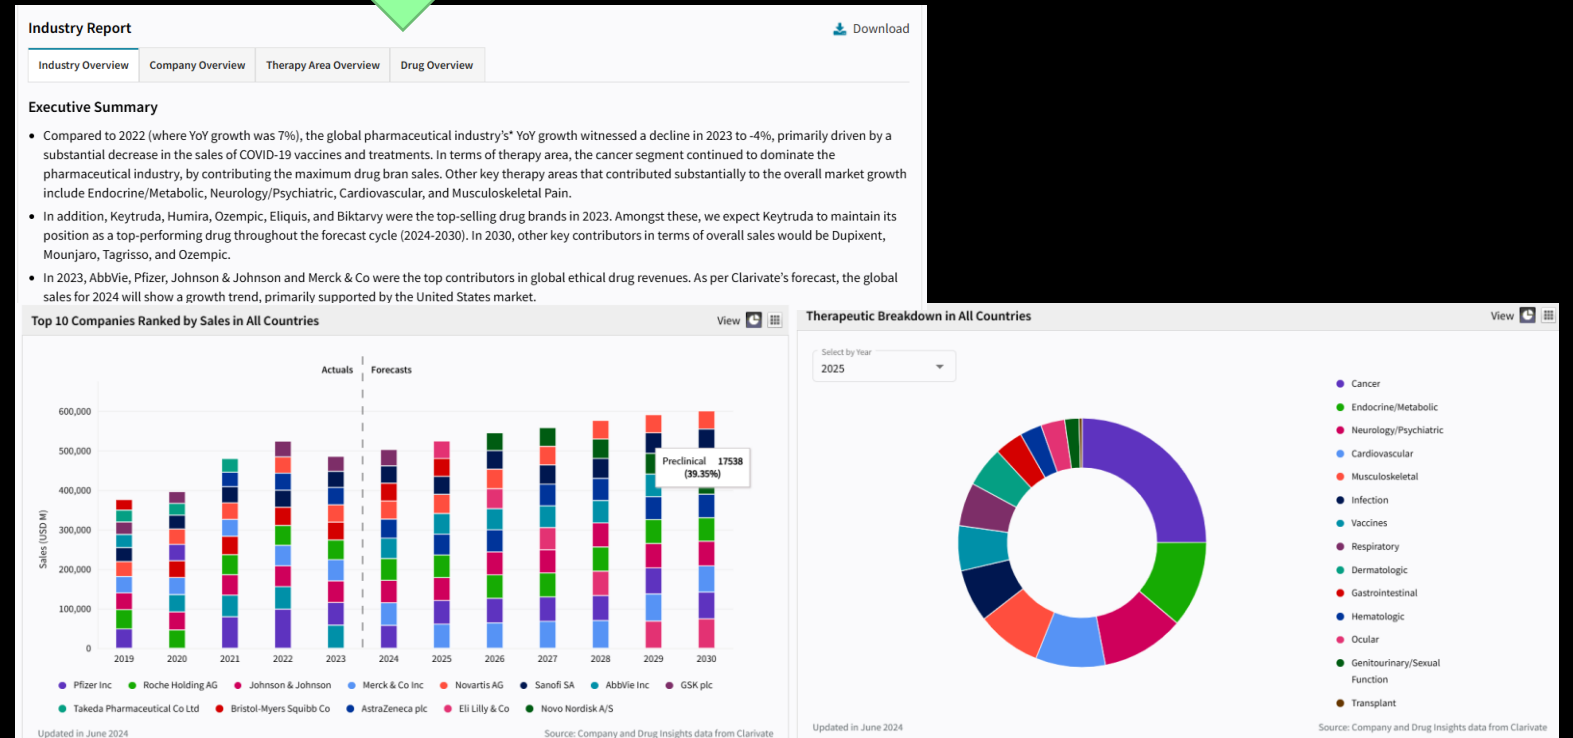 Industry Report
Download
Industry Overview
Company Overview
Therapy Area Overview
Drug Overview
Executive Summary
Compared to 2022 (where YoY growth was 7%), the global pharmaceutical industry's* YoY growth witnessed a decline in 2023 to -4%, primarily driven by a
substantial decrease in the sales of COVID-19 vaccines and treatments. In terms of therapy area, the cancer segment continued to dominate the
pharmaceutical industry, by contributing the maximum drug bran sales. Other key therapy areas that contributed substantially to the overall market growth
include Endocrine/Metabolic, Neurology/Psychiatric, Cardiovascular, and Musculoskeletal Pain.
In addition, Keytruda, Humira, Ozempic, Eliquis, and Biktarvy were the top-selling drug brands in 2023. Amongst these, we expect Keytruda to maintain its
position as a top-performing drug throughout the forecast cycle (2024-2030). In 2030, other key contributors in terms of overall sales would be Dupixent,
Mounjaro, Tagrisso, and Ozempic.
In 2023, AbbVie, Pfizer, Johnson & Johnson and Merck & Co were the top contributors in global ethical drug revenues. As per Clarivate's forecast, the global
sales for 2024 will show a growth trend, primarily supported by the United States market.
Top 10 Companies Ranked by Sales in All Countries
View
Actuals
Forecasts
Sales (USD M)
600,000
500,000
400,000
300,000
200,000
100,000
0
Preclinical 17538
(39.35%)
2019 2020 2021 2022 2023 2024 2025 2026 2027 2028 2029 2030
Pfizer Inc Roche Holding AG Johnson & Johnson Merck & Co Inc Novartis AG Sanofi SA AbbVie Inc GSK plc
Takeda Pharmaceutical Co Ltd Bristol-Myers Squibb Co AstraZeneca plc Eli Lilly & Co Novo Nordisk A/S
Updated in June 2024
Source: Company and Drug Insights data from Clarivate
Therapeutic Breakdown in All Countries
View
Select by Year
2025
Cancer
Endocrine/Metabolic
Neurology/Psychiatric
Cardiovascular
Musculoskeletal
Infection
Vaccines
Respiratory
Dermatologic
Gastrointestinal
Hematologic
Ocular
Genitourinary/Sexual
Function
Transplant
Updated in June 2024
Source: Company and Drug Insights data from Clarivate